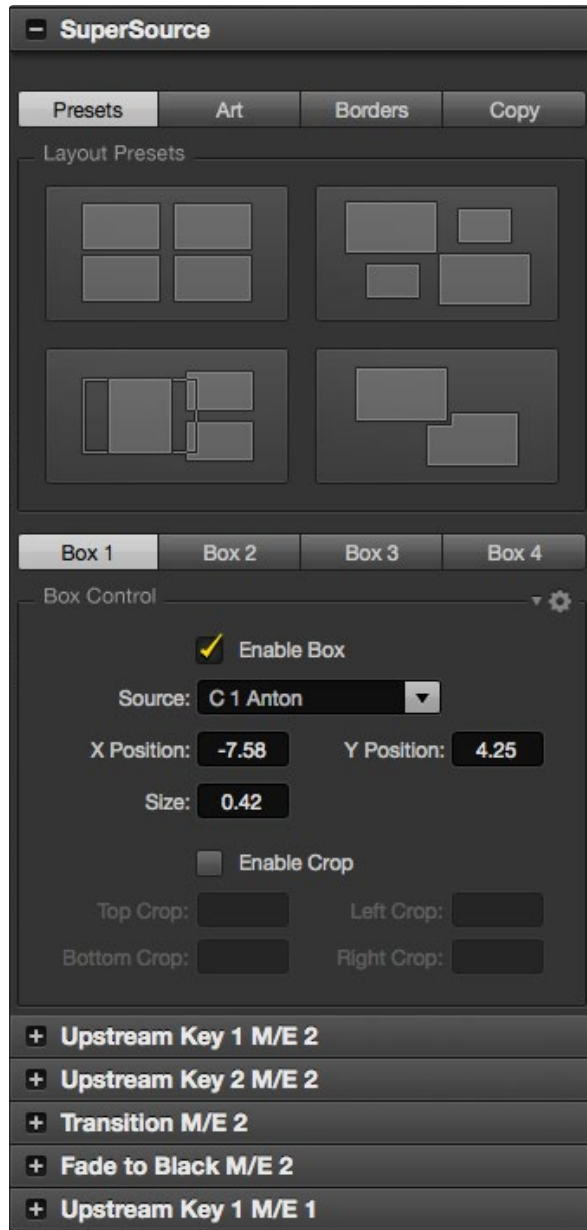 SuperSource
Presets Art Borders Copy
Layout Presets
Box 1 Box 2 Box 3 Box 4
Box Control
Enable Box
Source: C 1 Anton
X Position: -7.58 Y Position: 4.25
Size: 0.42
Enable Crop
Top Crop: Left Crop:
Bottom Crop: Right Crop:
Upstream Key 1 M/E 2
Upstream Key 2 M/E 2
Transition M/E 2
Fade to Black M/E 2
Upstream Key 1 M/E 1